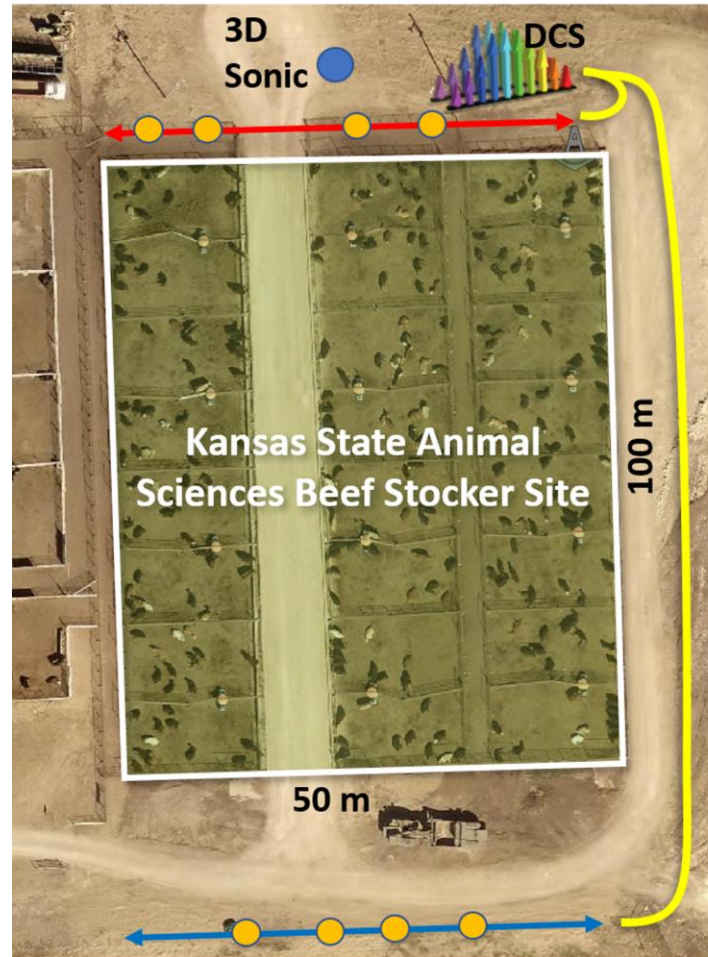 3D
Sonic
DCS
Kansas State Animal
Sciences Beef Stocker Site
100 m
50 m